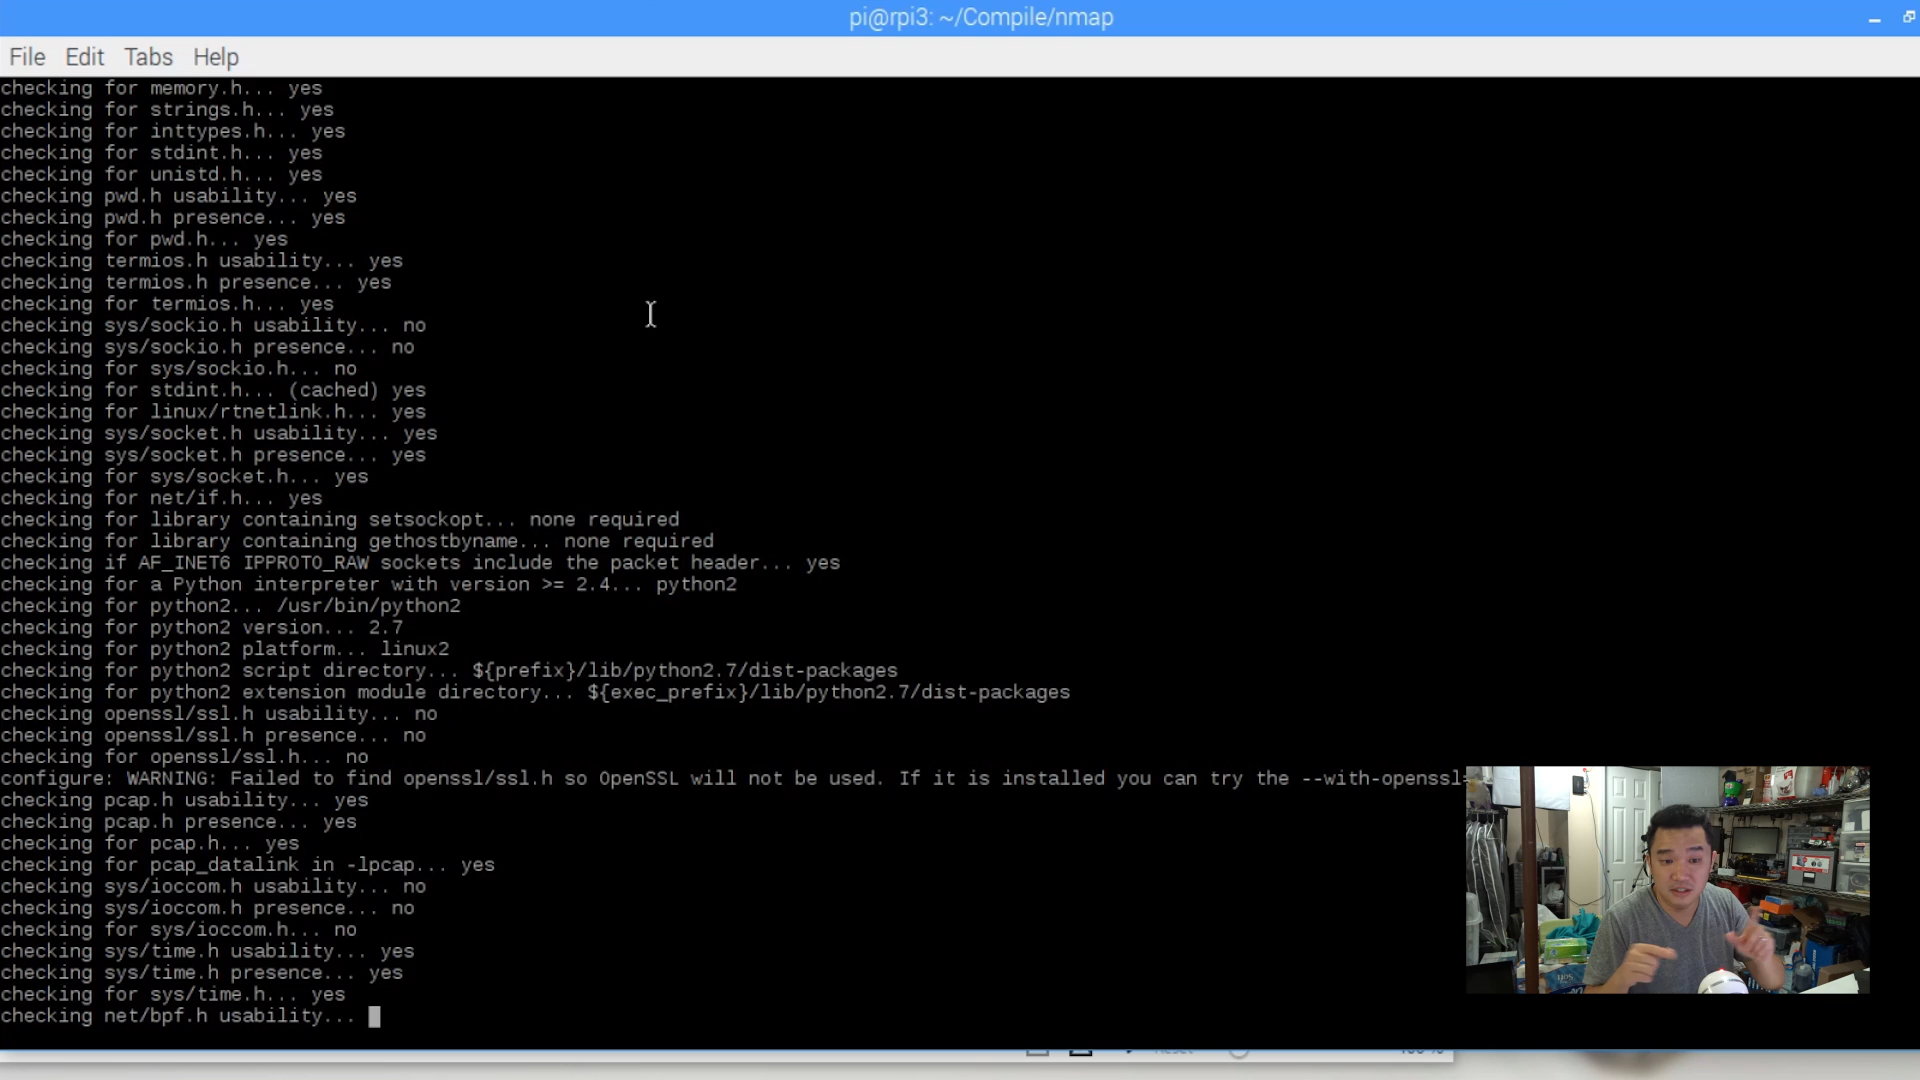 pi@rpi3: ~/Compile/nmap
File Edit Tabs Help
checking for memory.h... yes
checking for strings.h... yes
checking for inttypes.h... yes
checking for stdint.h... yes
checking for unistd.h... yes
checking pwd.h usability... yes
checking pwd.h presence... yes
checking for pwd.h... yes
checking termios.h usability... yes
checking termios.h presence... yes
checking for termios.h... yes
checking sys/sockio.h usability... no
checking sys/sockio.h presence... no
checking for sys/sockio.h... no
checking for stdint.h... (cached) yes
checking for linux/rtnetlink.h... yes
checking sys/socket.h usability... yes
checking sys/socket.h presence... yes
checking for sys/socket.h... yes
checking for net/if.h... yes
checking for library containing setsockopt... none required
checking for library containing gethostbyname... none required
checking if AF_INET6 IPPROTO_RAW sockets include the packet header... yes
checking for a Python interpreter with version >= 2.4... python2
checking for python2... /usr/bin/python2
checking for python2 version... 2.7
checking for python2 platform... linux2
checking for python2 script directory... ${prefix}/lib/python2.7/dist-packages
checking for python2 extension module directory... ${exec_prefix}/lib/python2.7/dist-packages
checking openssl/ssl.h usability... no
checking openssl/ssl.h presence... no
checking for openssl/ssl.h... no
configure: WARNING: Failed to find openssl/ssl.h so OpenSSL will not be used. If it is installed you can try the --with-openssl=
checking pcap.h usability... yes
checking pcap.h presence... yes
checking for pcap.h... yes
checking for pcap_datalink in -lpcap... yes
checking sys/ioccom.h usability... no
checking sys/ioccom.h presence... no
checking for sys/ioccom.h... no
checking sys/time.h usability... yes
checking sys/time.h presence... yes
checking for sys/time.h... yes
checking net/bpf.h usability...